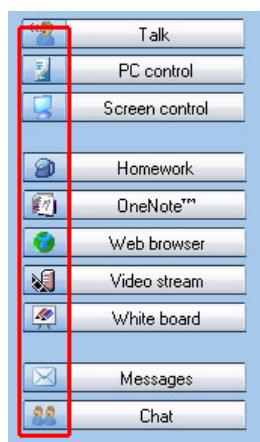 Talk
PC control
Screen control
Homework
OneNote™
Web browser
Video stream
White board
Messages
Chat